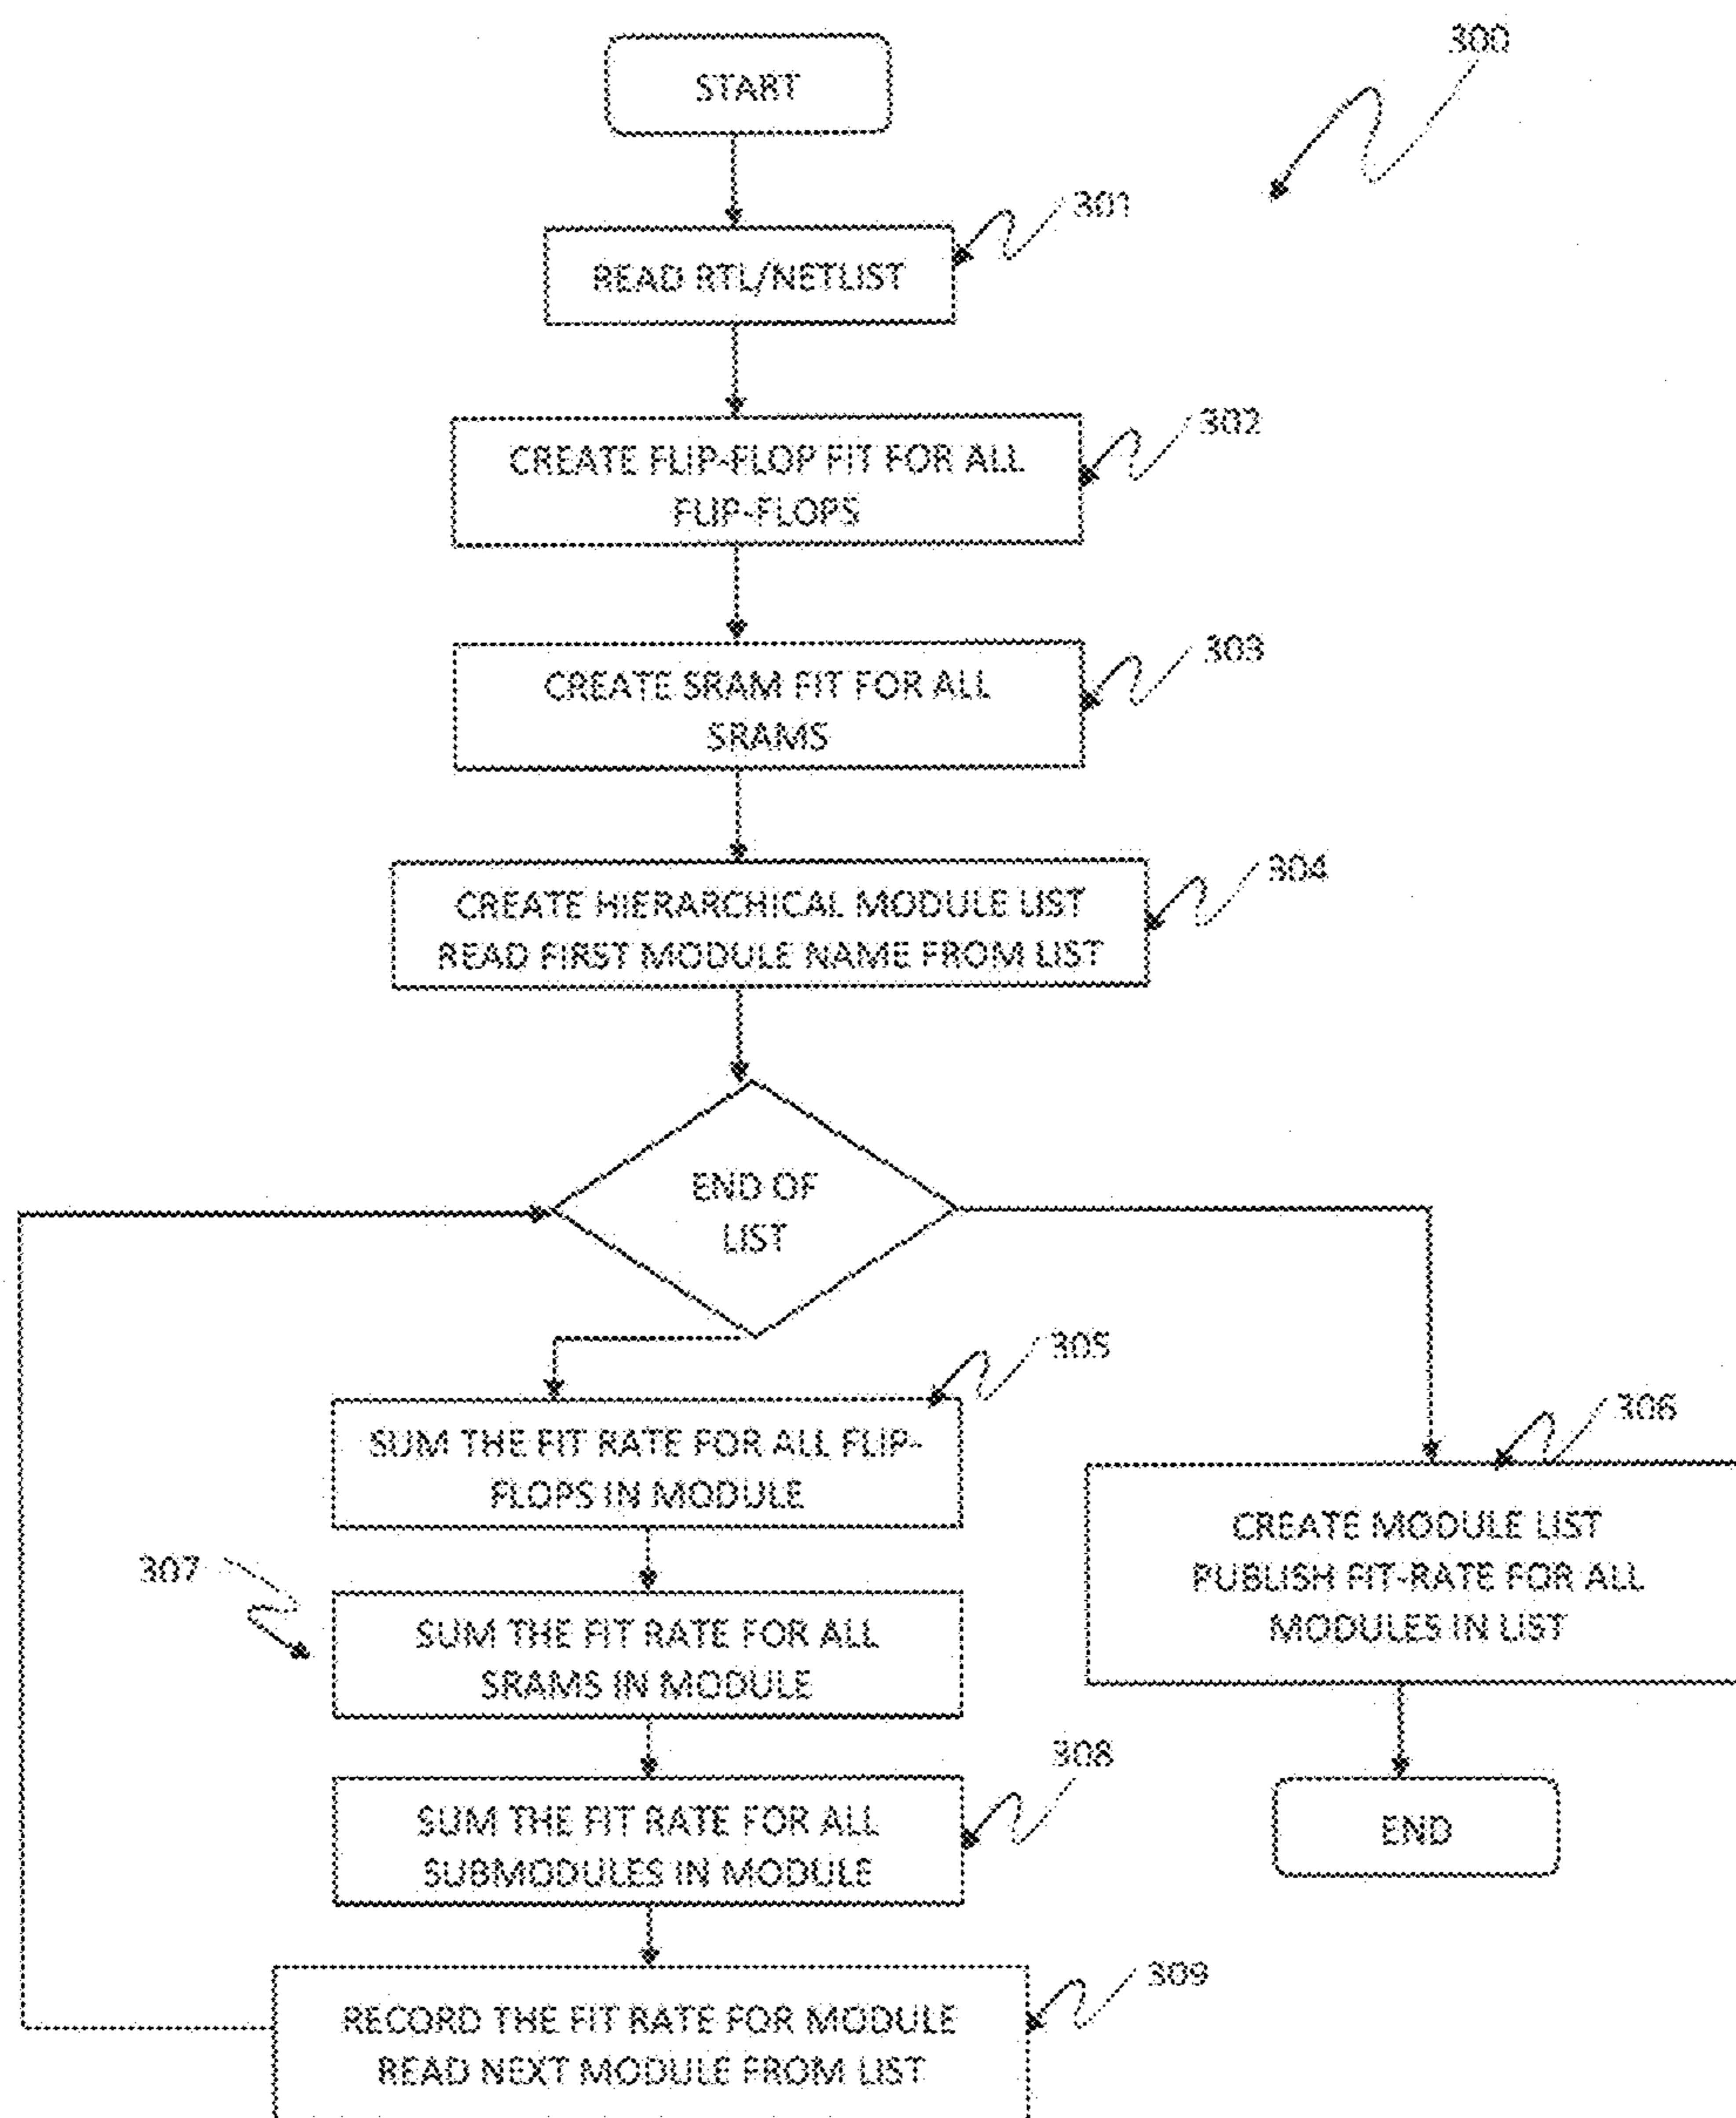 300
START
301
READ RTL/NETLIST
302
CREATE FLIP-FLOP FIT FOR ALL
FLIP-FLOPS
303
CREATE SRAM FIT FOR ALL
SRAMS
304
CREATE HIERARCHICAL MODULE LIST
READ FIRST MODULE NAME FROM LIST
END OF
LIST
305
SUM THE FIT RATE FOR ALL FLIP-
FLOPS IN MODULE
306
CREATE MODULE LIST
PUBLISH FIT-RATE FOR ALL
MODULES IN LIST
307
SUM THE FIT RATE FOR ALL
SRAMS IN MODULE
308
SUM THE FIT RATE FOR ALL
SUBMODULES IN MODULE
END
309
RECORD THE FIT RATE FOR MODULE
READ NEXT MODULE FROM LIST